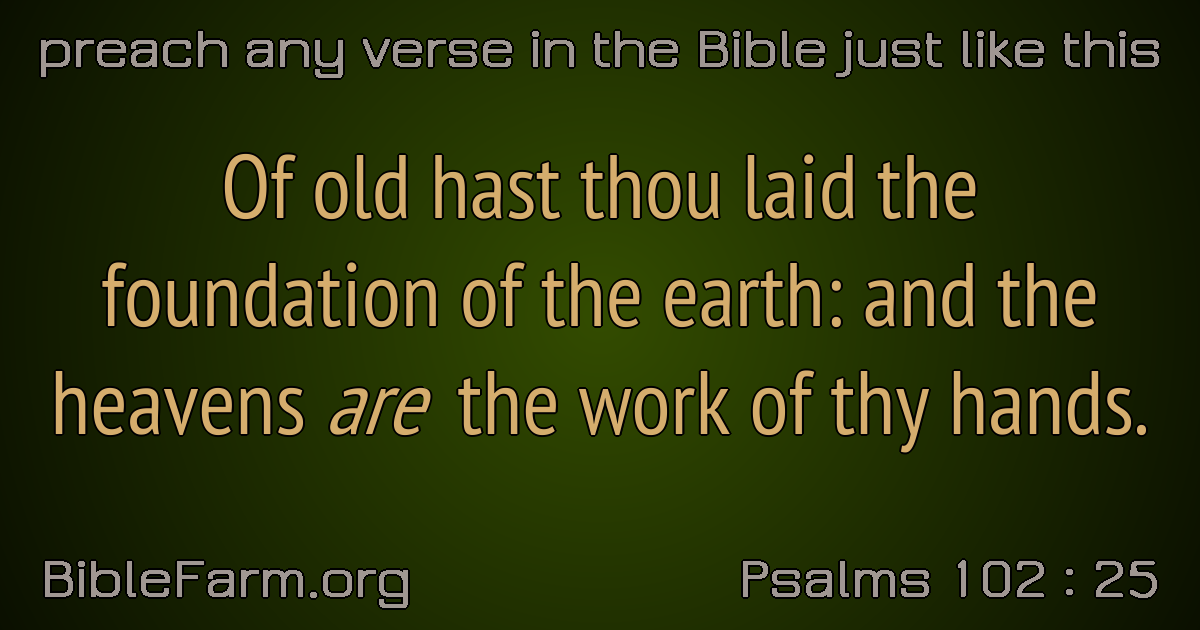 preach any verse in the Bible just like this
Of old hast thou laid the
foundation of the earth: and the
heavens are the work of thy hands.
BibleFarm.org
Psalms 102 : 25